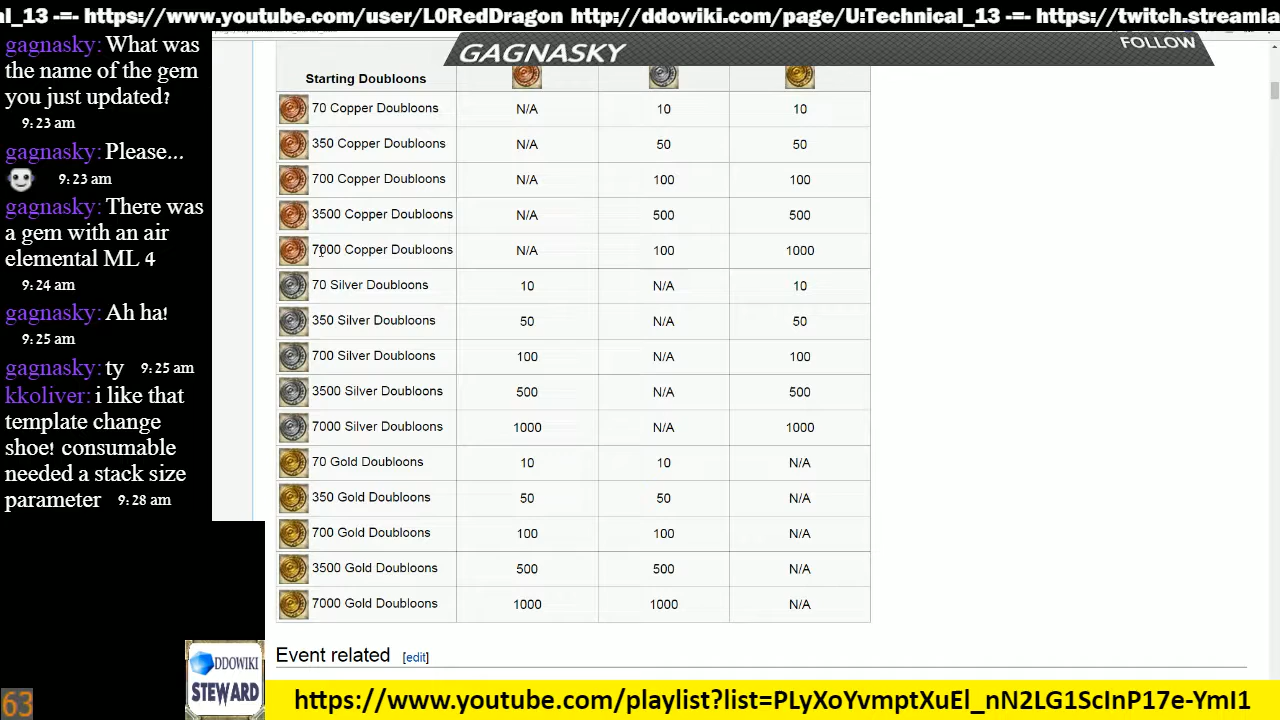 al_13 -=- https://www.youtube.com/user/L0RedDragon http://ddowiki.com/page/U:Technical_13 -=- https://twitch.streamla
gagnasky: What was
the name of the gem
you just updated?
9:23 am
gagnasky: Please...
9:23 am
gagnasky: There was
a gem with an air
elemental ML 4
9:24 am
gagnasky: Ah ha!
9:25 am
gagnasky: ty 9:25 am
kkoliver: i like that
template change
shoe! consumable
needed a stack size
parameter 9:28 am
GAGNASKY
FOLLOW
Starting Doubloons
70 Copper Doubloons N/A 10 10
350 Copper Doubloons N/A 50 50
700 Copper Doubloons N/A 100 100
3500 Copper Doubloons N/A 500 500
7000 Copper Doubloons N/A 100 1000
70 Silver Doubloons 10 N/A 10
350 Silver Doubloons 50 N/A 50
700 Silver Doubloons 100 N/A 100
3500 Silver Doubloons 500 N/A 500
7000 Silver Doubloons 1000 N/A 1000
70 Gold Doubloons 10 10 N/A
350 Gold Doubloons 50 50 N/A
700 Gold Doubloons 100 100 N/A
3500 Gold Doubloons 500 500 N/A
7000 Gold Doubloons 1000 1000 N/A
Event related [edit]
DDOWIKI
STEWARD
63
https://www.youtube.com/playlist?list=PLyXoYvmptXuEl_nN2LG1ScInP17e-YmI1